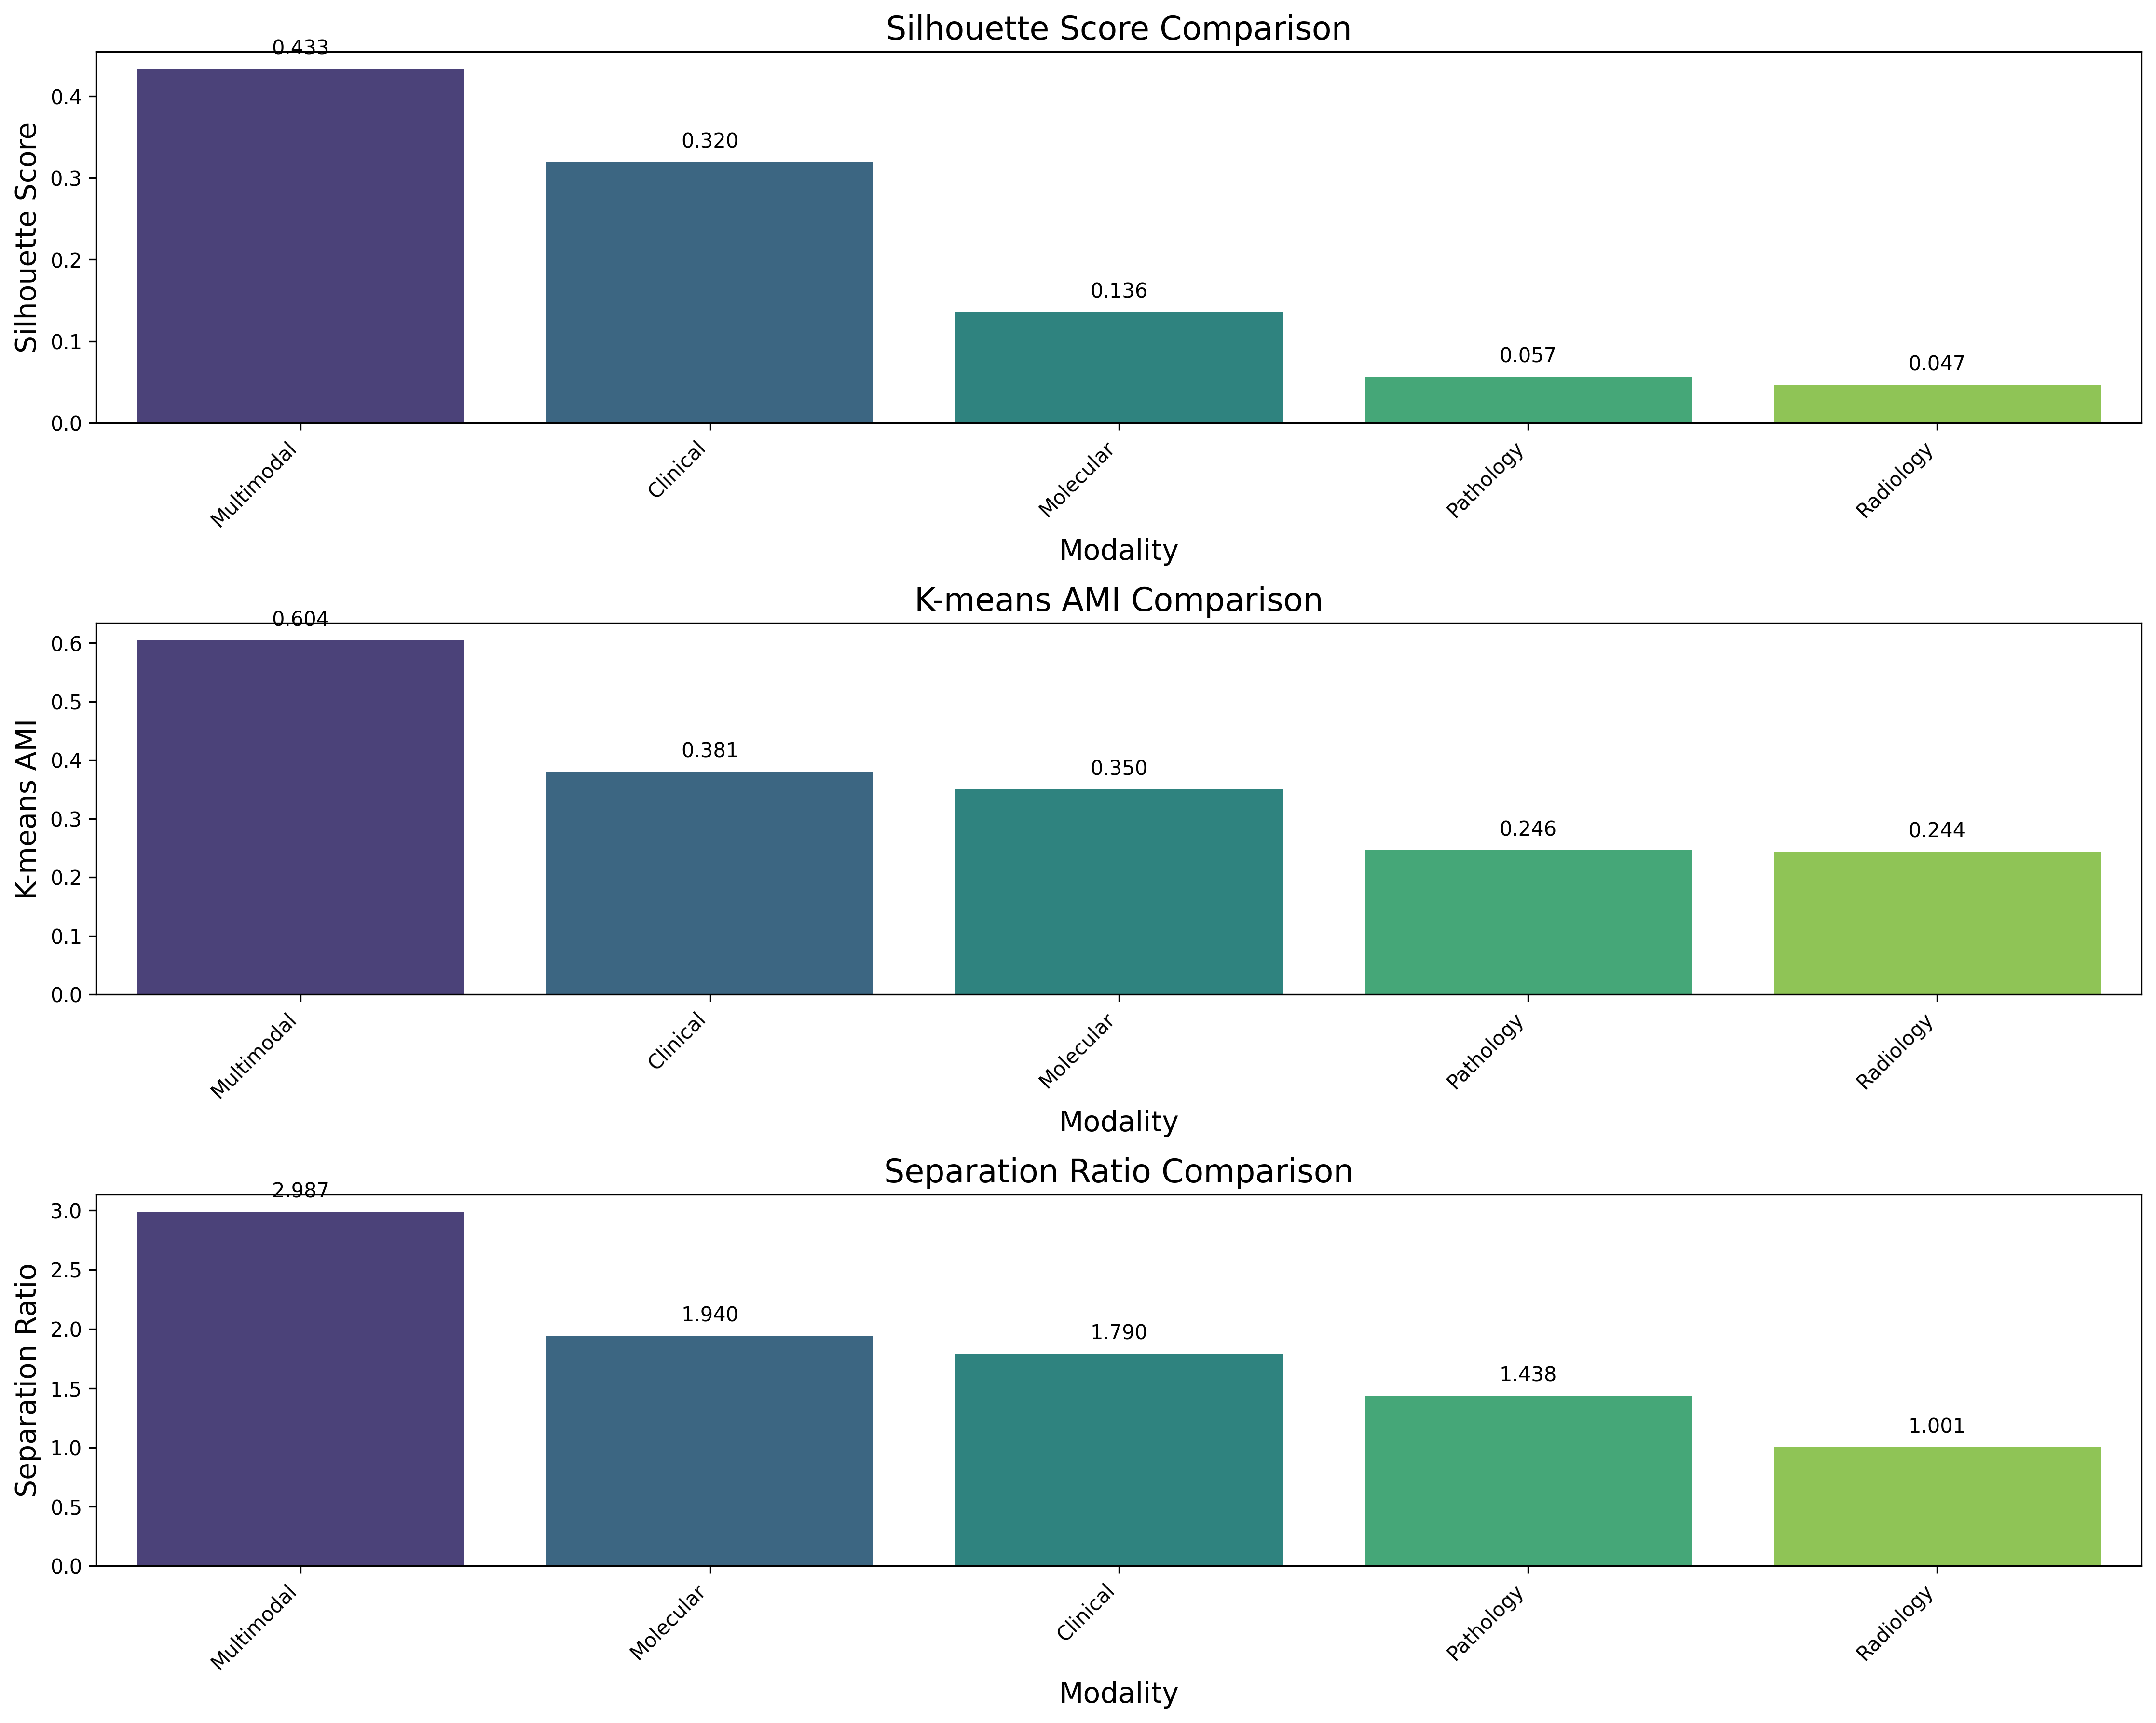 Silhouette Score Comparison
Silhouette Score
0.4
0.3
0.2
0.1
0.0
0.433
0.320
0.136
0.057
0.047
Multimodal
Clinical
Molecular
Pathology
Radiology
Modality
K-means AMI Comparison
K-means AMI
0.6
0.5
0.4
0.3
0.2
0.1
0.0
0.604
0.381
0.350
0.246
0.244
Multimodal
Clinical
Molecular
Pathology
Radiology
Modality
Separation Ratio Comparison
Separation Ratio
3.0
2.5
2.0
1.5
1.0
0.5
0.0
2.987
1.940
1.790
1.438
1.001
Multimodal
Molecular
Clinical
Pathology
Radiology
Modality